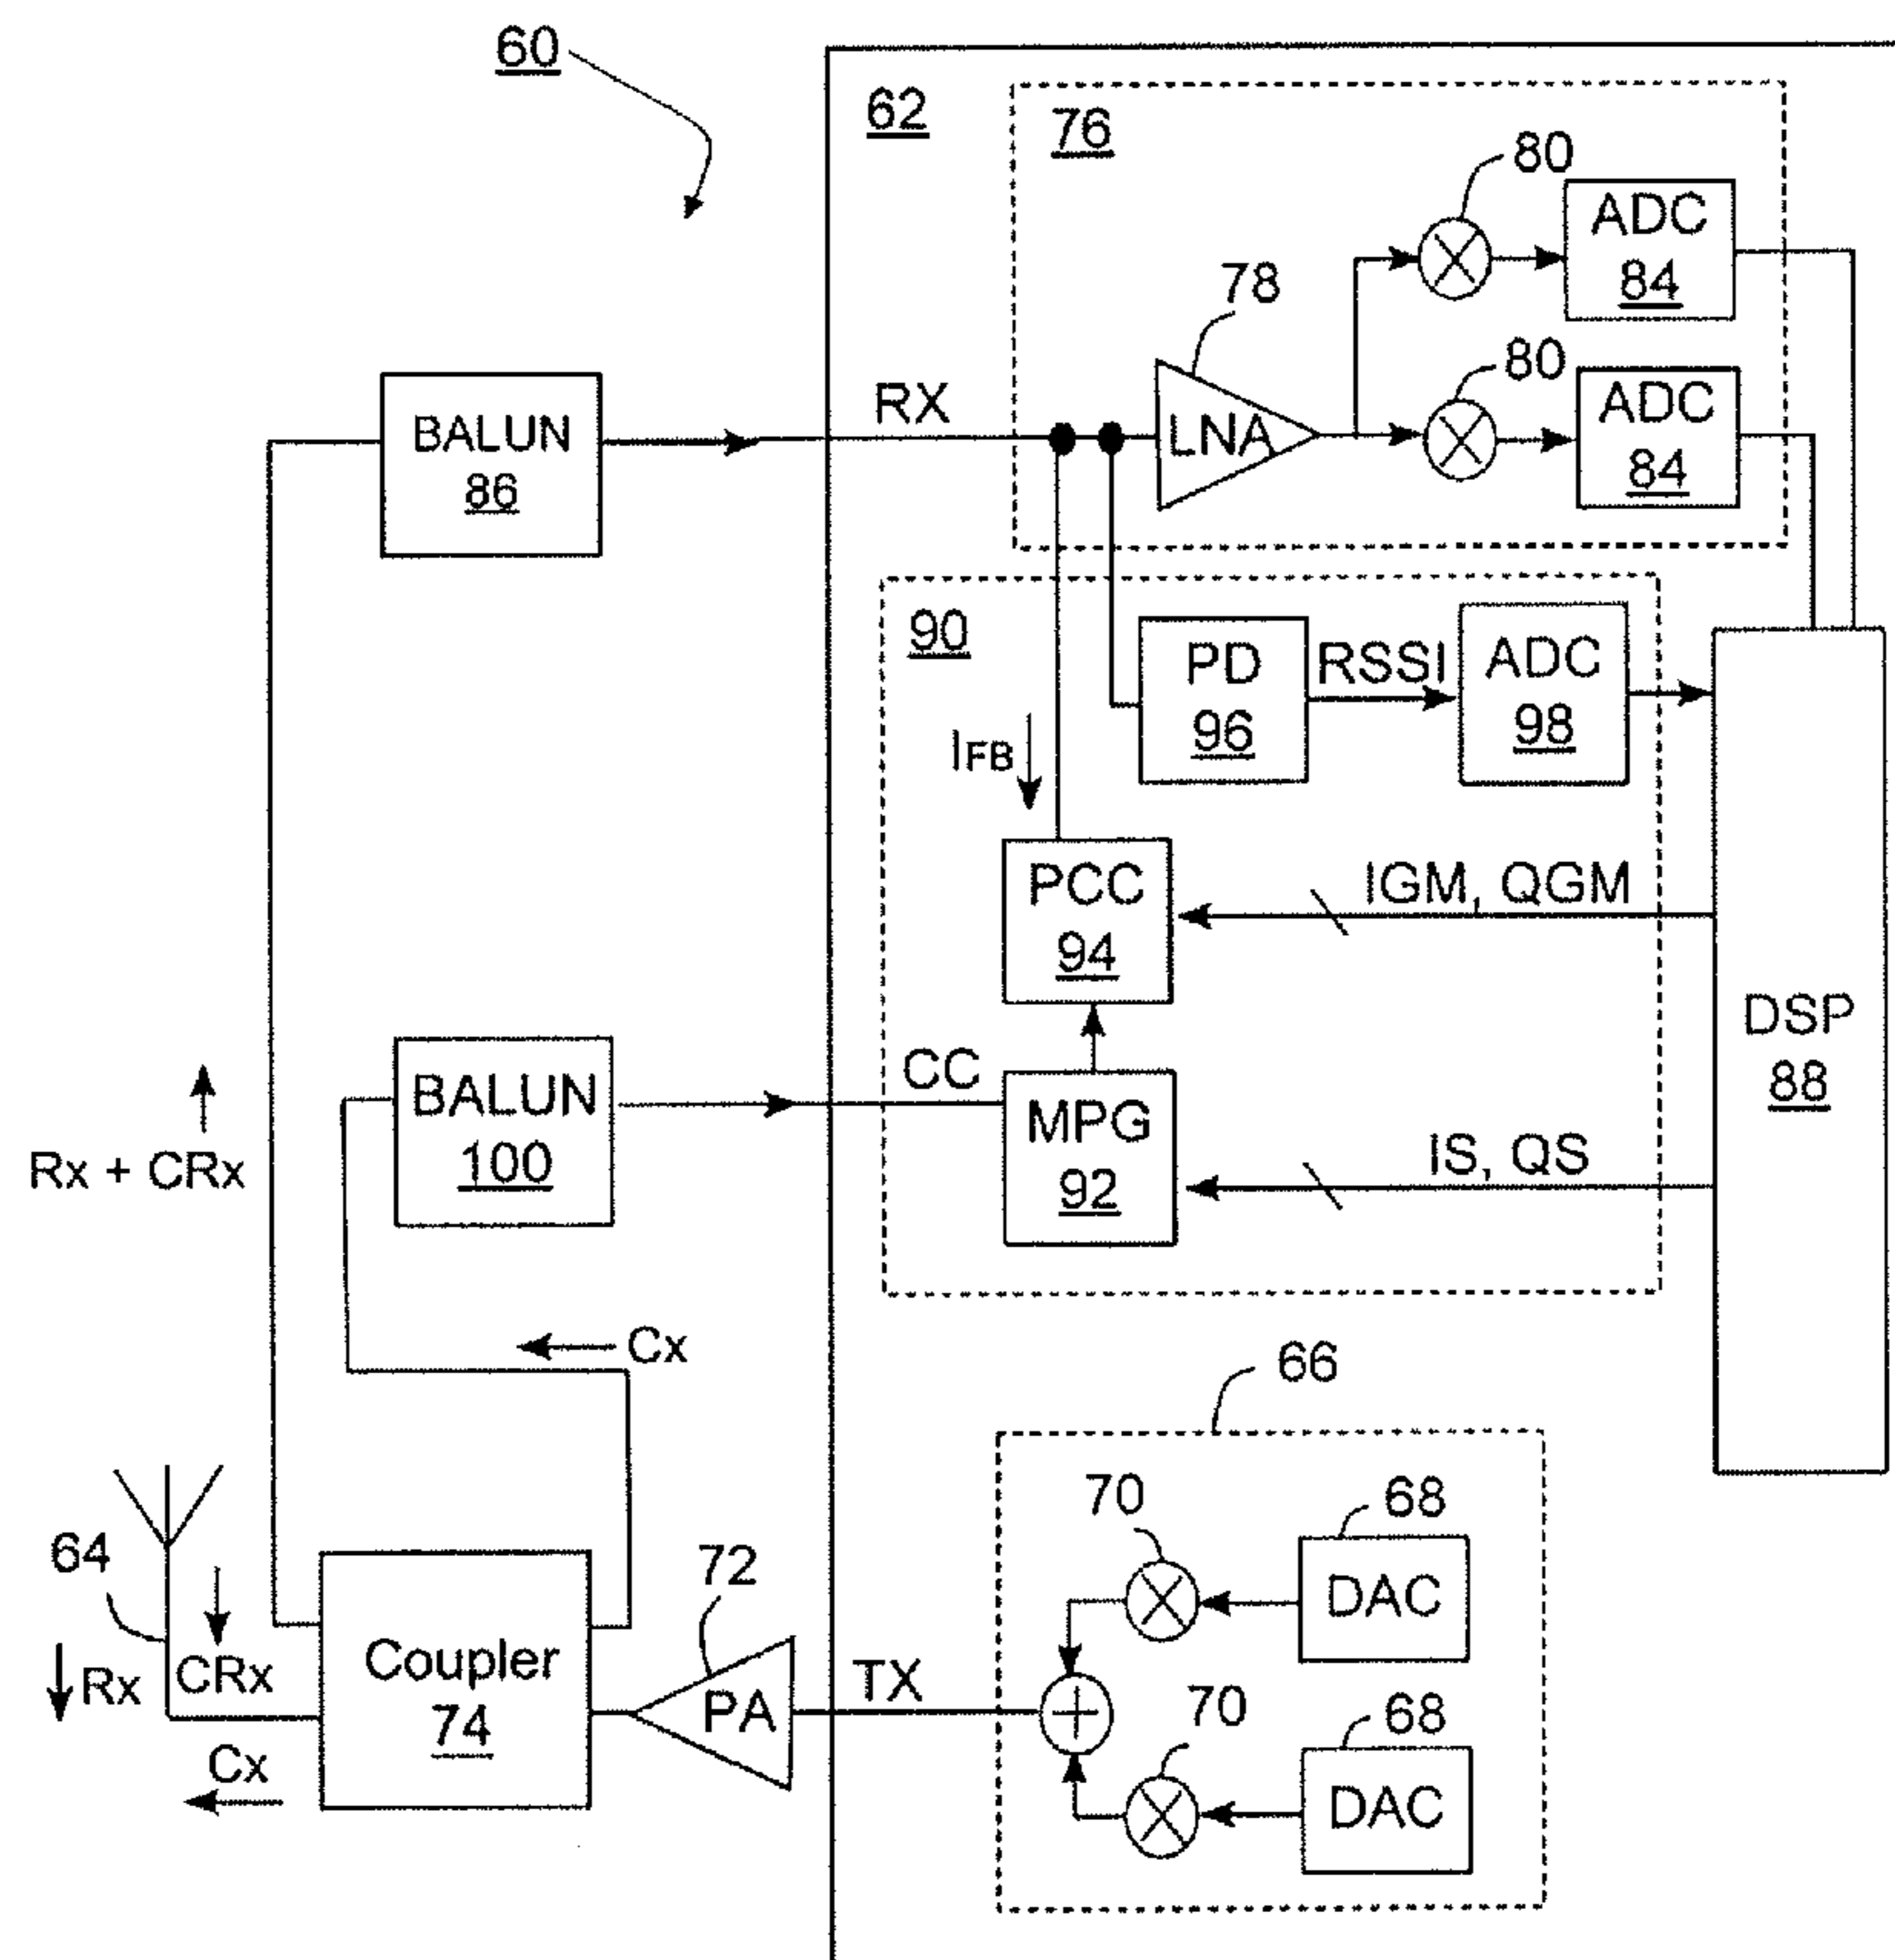 60
62
76
80
ADC
84
78
80
BALUN
86
RX
LNA
ADC
84
90
PD
96
RSSI
ADC
98
IFB
PCC
94
IGM, QGM
DSP
88
BALUN
100
CC
MPG
92
IS, QS
Rx + CRx
Cx
66
64
CRx
Rx
Cx
Coupler
74
72
PA
TX
70
68
DAC
70
68
DAC